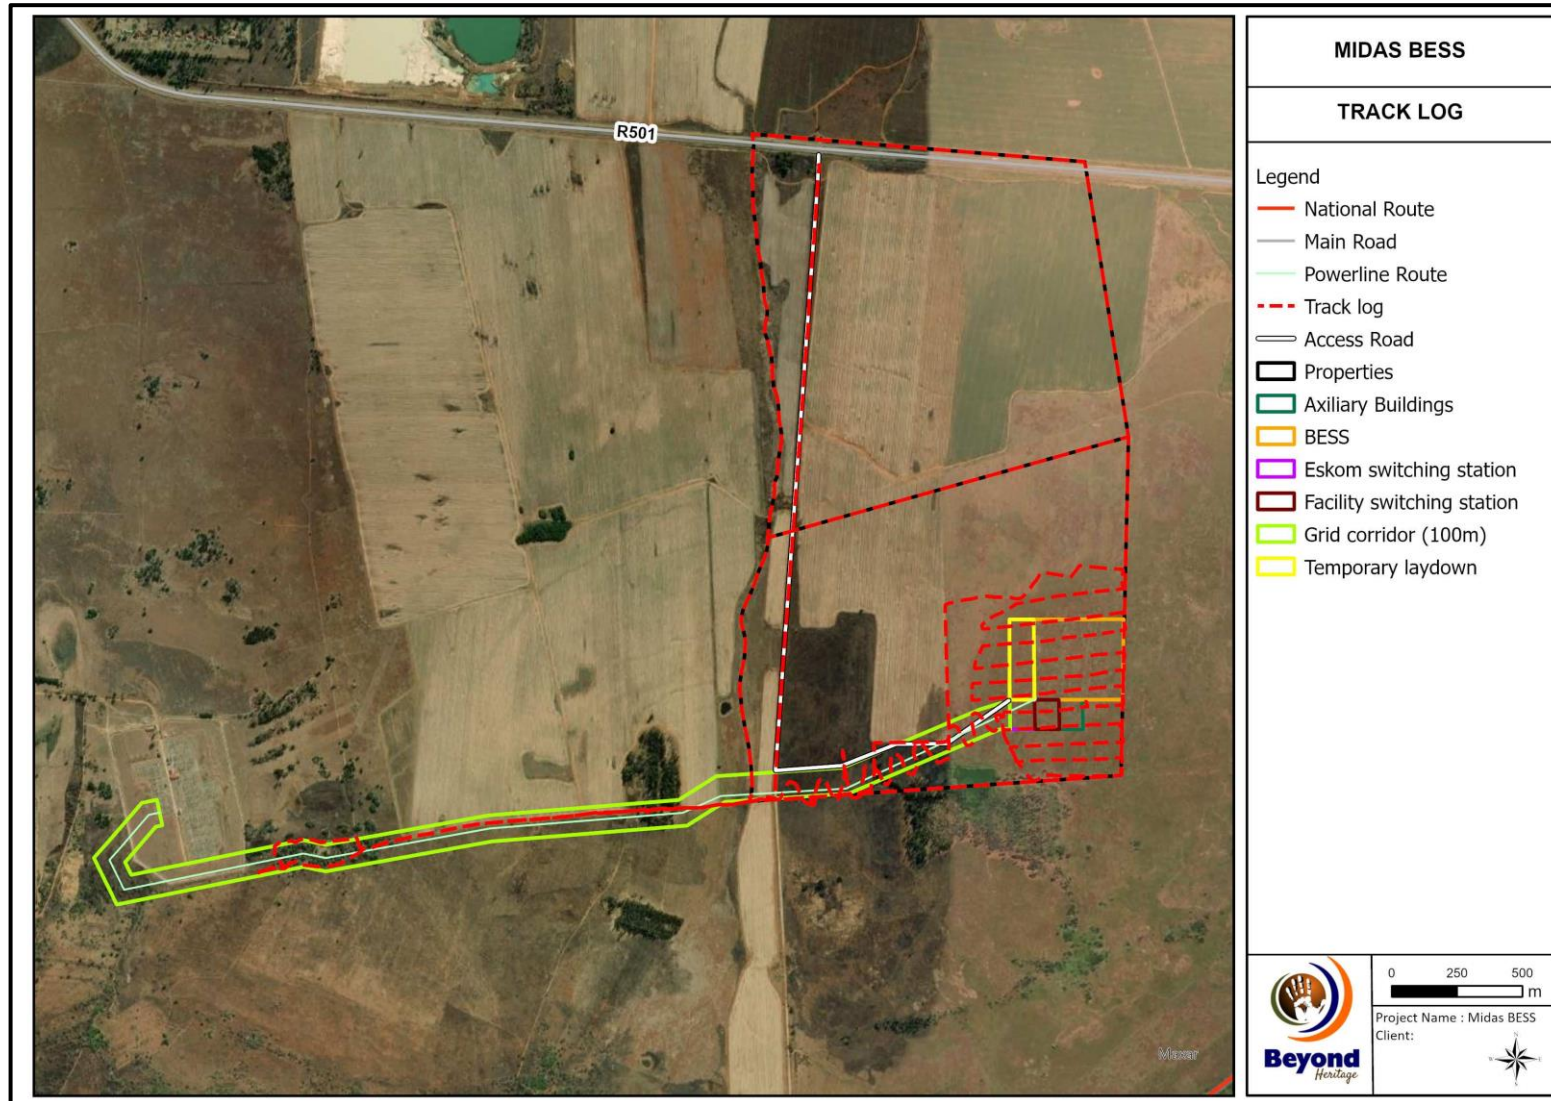 R501
Maxar
MIDAS BESS
TRACK LOG
Legend
National Route
Main Road
Powerline Route
Track log
Access Road
Properties
Axiliary Buildings
BESS
Eskom switching station
Facility switching station
Grid corridor (100m)
Temporary laydown
Beyond
Heritage
0 250 500
m
Project Name : Midas BESS
Client: